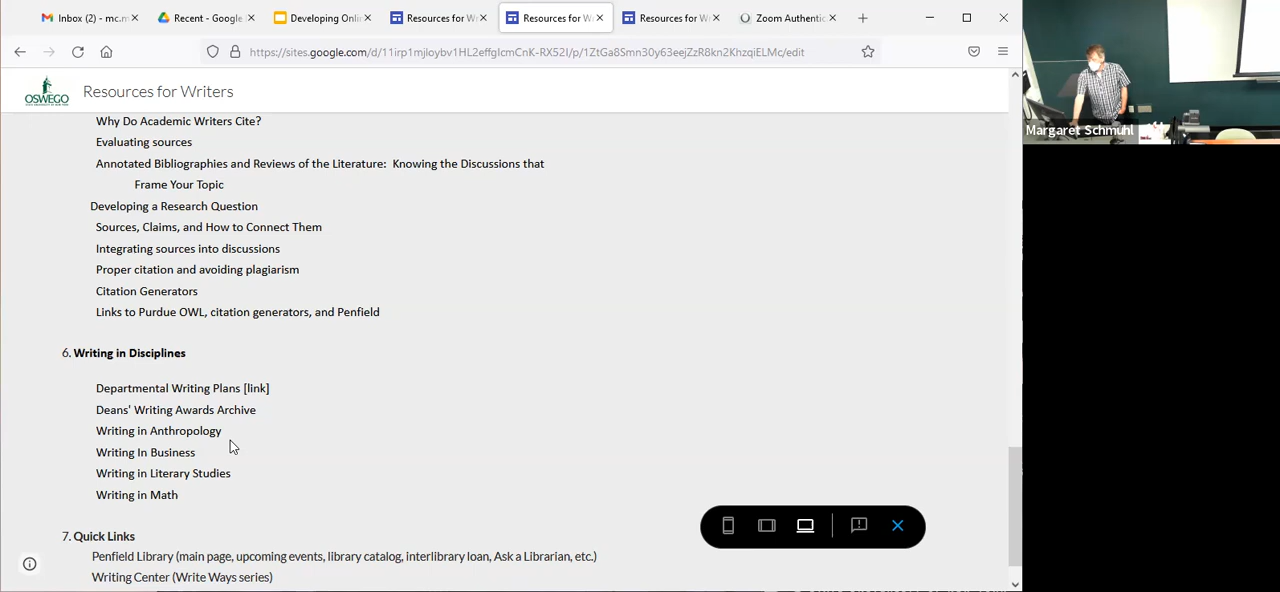 Inbox (2) - mc.m
Recent - Google
Developing Onli
Resources for W
Resources for W
Resources for W
Zoom Authentic
https://sites.google.com/d/11irp1mjloybv1HL2effgIcmCnK-RX52I/p/1ZtGa8Smn30y63eejZzR8kn2KhzqiELMc/edit
OSWEGO
Resources for Writers
Why Do Academic Writers Cite?
Evaluating sources
Annotated Bibliographies and Reviews of the Literature: Knowing the Discussions that
Frame Your Topic
Developing a Research Question
Sources, Claims, and How to Connect Them
Integrating sources into discussions
Proper citation and avoiding plagiarism
Citation Generators
Links to Purdue OWL, citation generators, and Penfield
6. Writing in Disciplines
Departmental Writing Plans [link]
Deans' Writing Awards Archive
Writing in Anthropology
Writing In Business
Writing in Literary Studies
Writing in Math
7. Quick Links
Penfield Library (main page, upcoming events, library catalog, interlibrary loan, Ask a Librarian, etc.)
Writing Center (Write Ways series)
Margaret Schmuhl